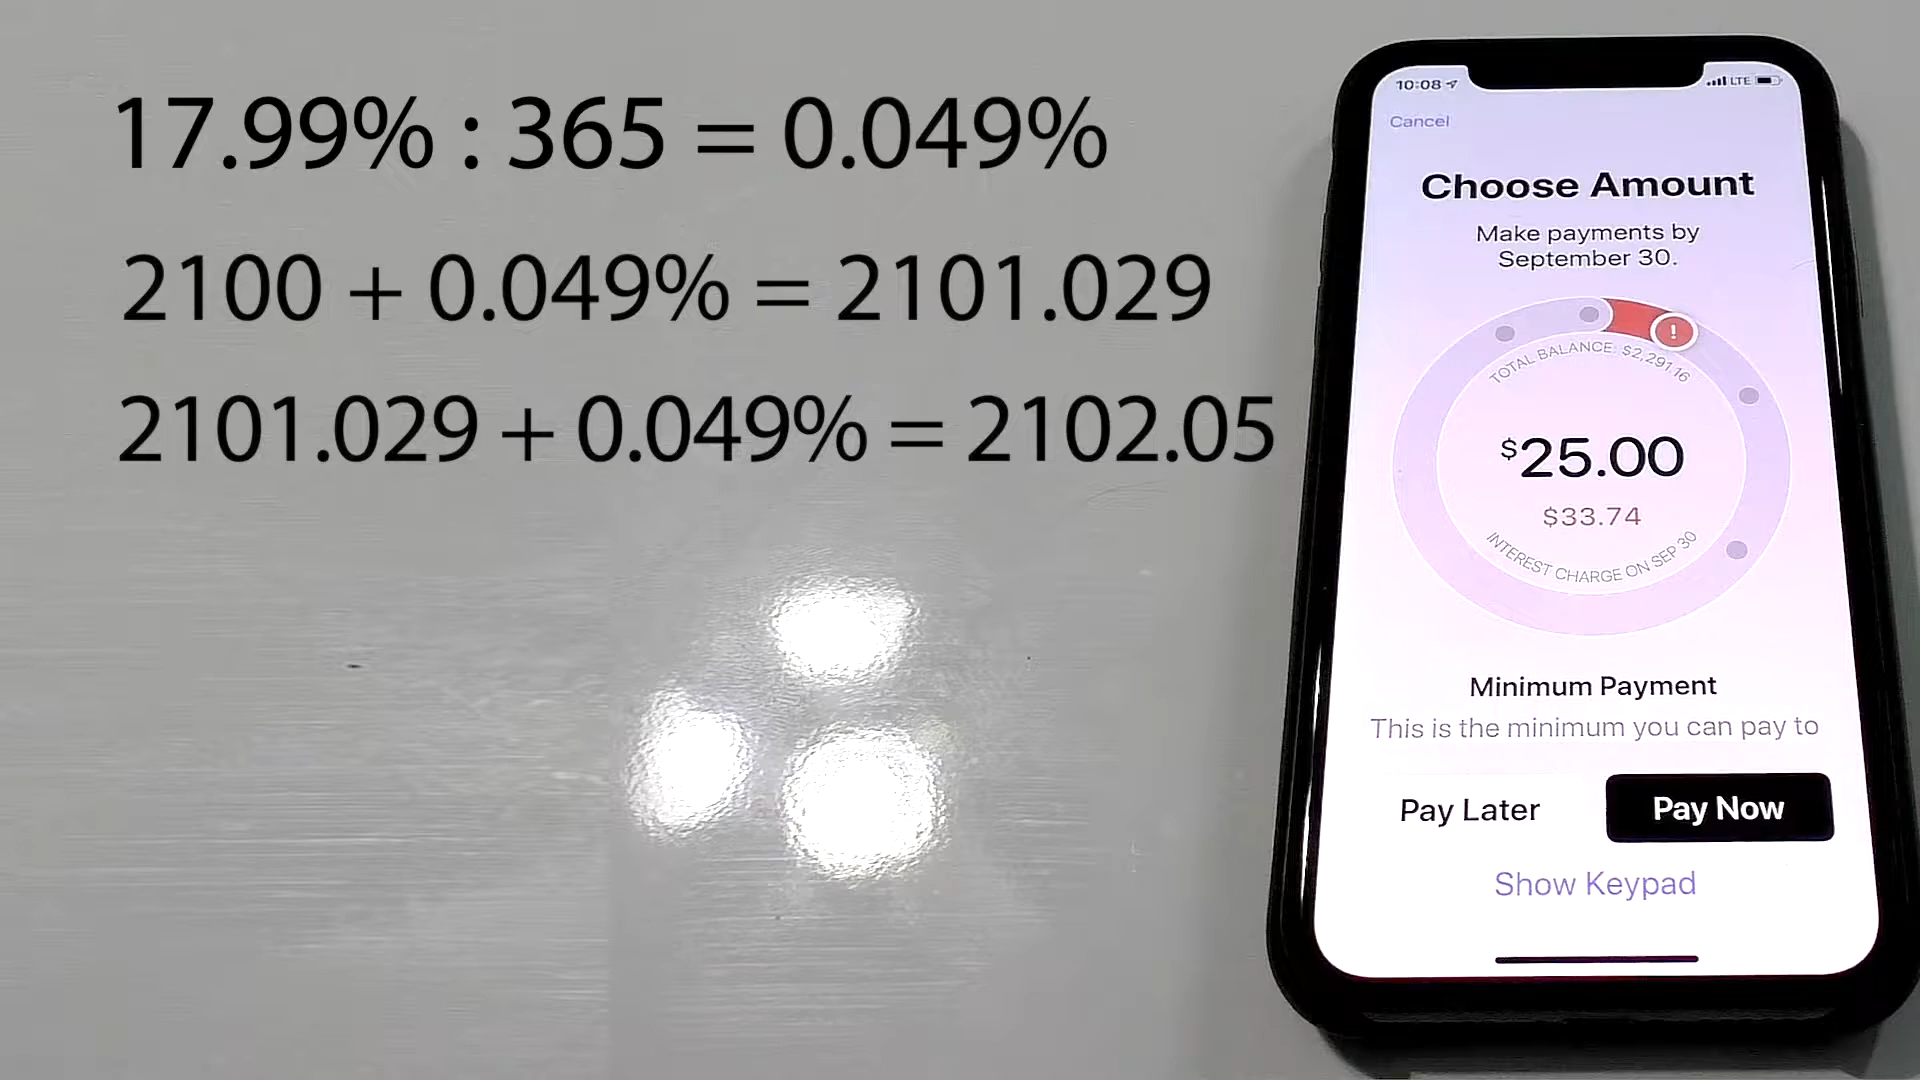 17.99% : 365 = 0.049%
2100 + 0.049% = 2101.029
2101.029 + 0.049% = 2102.05
10:08
LTE
Cancel
Choose Amount
Make payments by
September 30.
TOTAL BALANCE: $2,291.16
$25.00
$33.74
INTEREST CHARGE ON SEP 30
Minimum Payment
This is the minimum you can pay to
Pay Later
Pay Now
Show Keypad